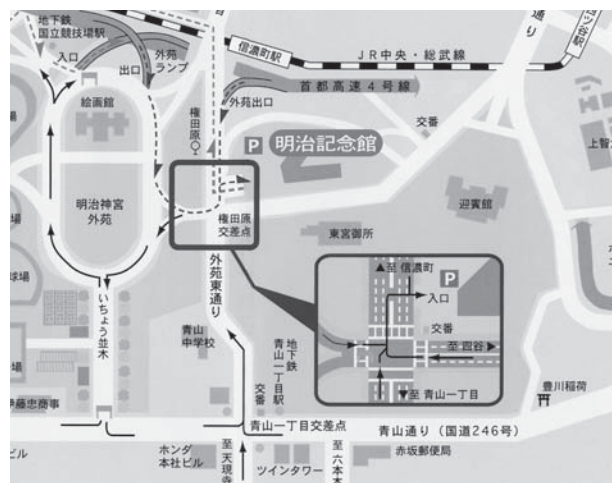 地下鉄
国立競技場駅
入口
出口
外苑
ランプ
信濃町駅
JR中央・総武線
首都高速4号線
外苑出口
絵画館
権田原
P
明治記念館
交番
迎賓館
明治神宮
外苑
権田原
交差点
東宮御所
いちょう並木
外苑東通り
青山
中学校
交番
地下鉄
青山一丁目駅
▲至 信濃町
P
入口
交番
至 四谷▶
▼至 青山一丁目
豊川稲荷
伊藤忠商事
青山一丁目交差点
青山通り(国道246号)
ホンダ
本社ビル
至 天現寺
ツインタワー
至 六本木
赤坂郵便局